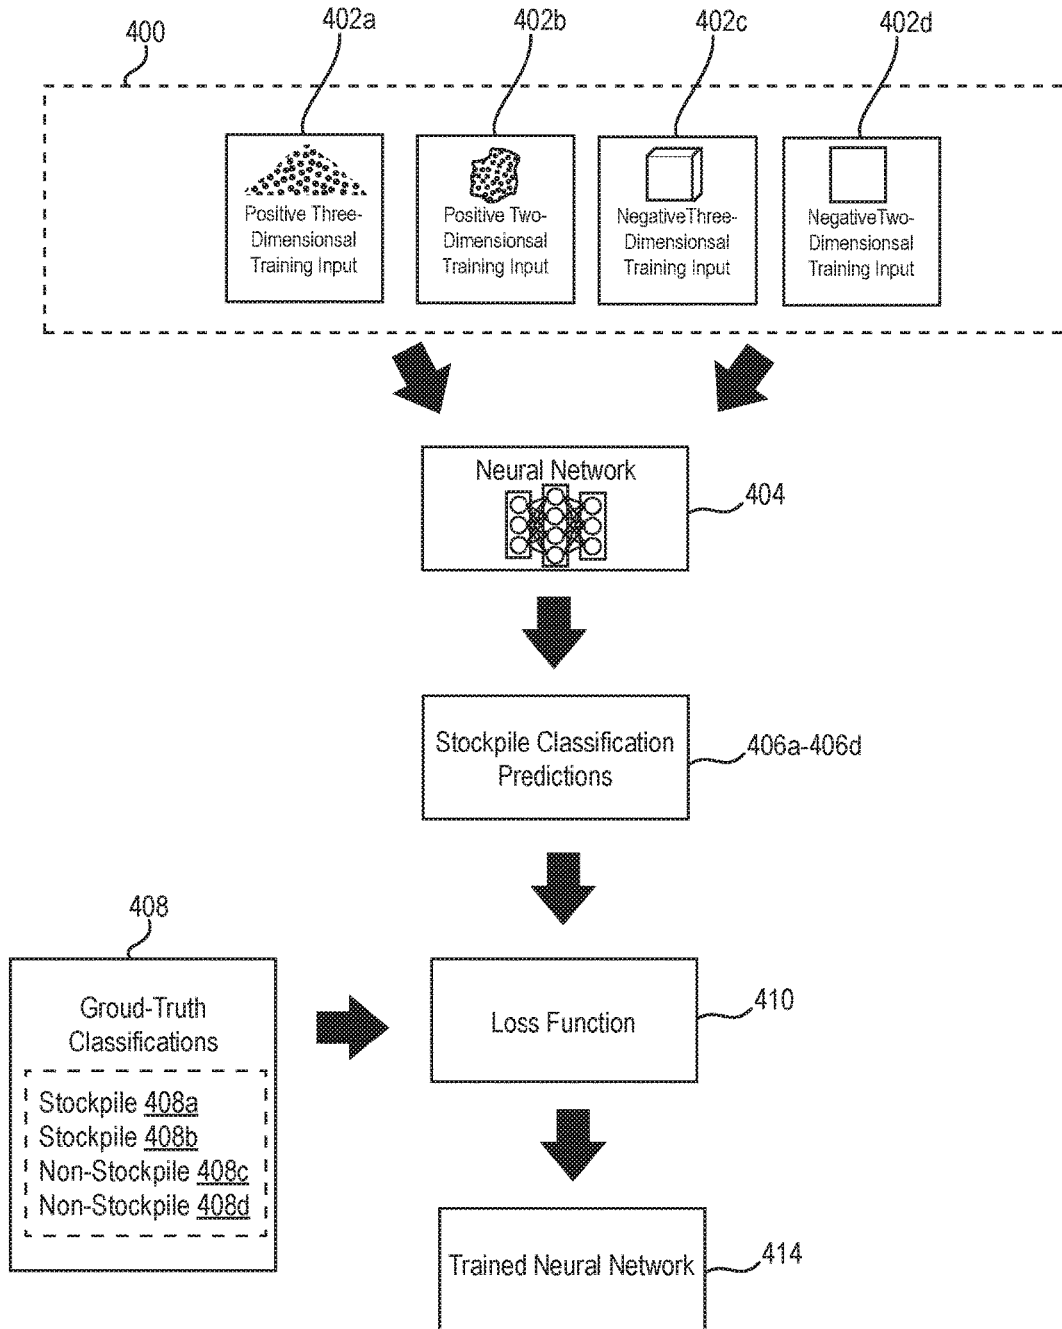 400
402a
402b
402c
402d
Positive Three-
Dimensionsal
Training Input
Positive Two-
Dimensionsal
Training Input
NegativeThree-
Dimensionsal
Training Input
NegativeTwo-
Dimensionsal
Training Input
Neural Network
404
Stockpile Classification
Predictions
406a-406d
408
Groud-Truth
Classifications
Stockpile 408a
Stockpile 408b
Non-Stockpile 408c
Non-Stockpile 408d
Loss Function
410
Trained Neural Network
414